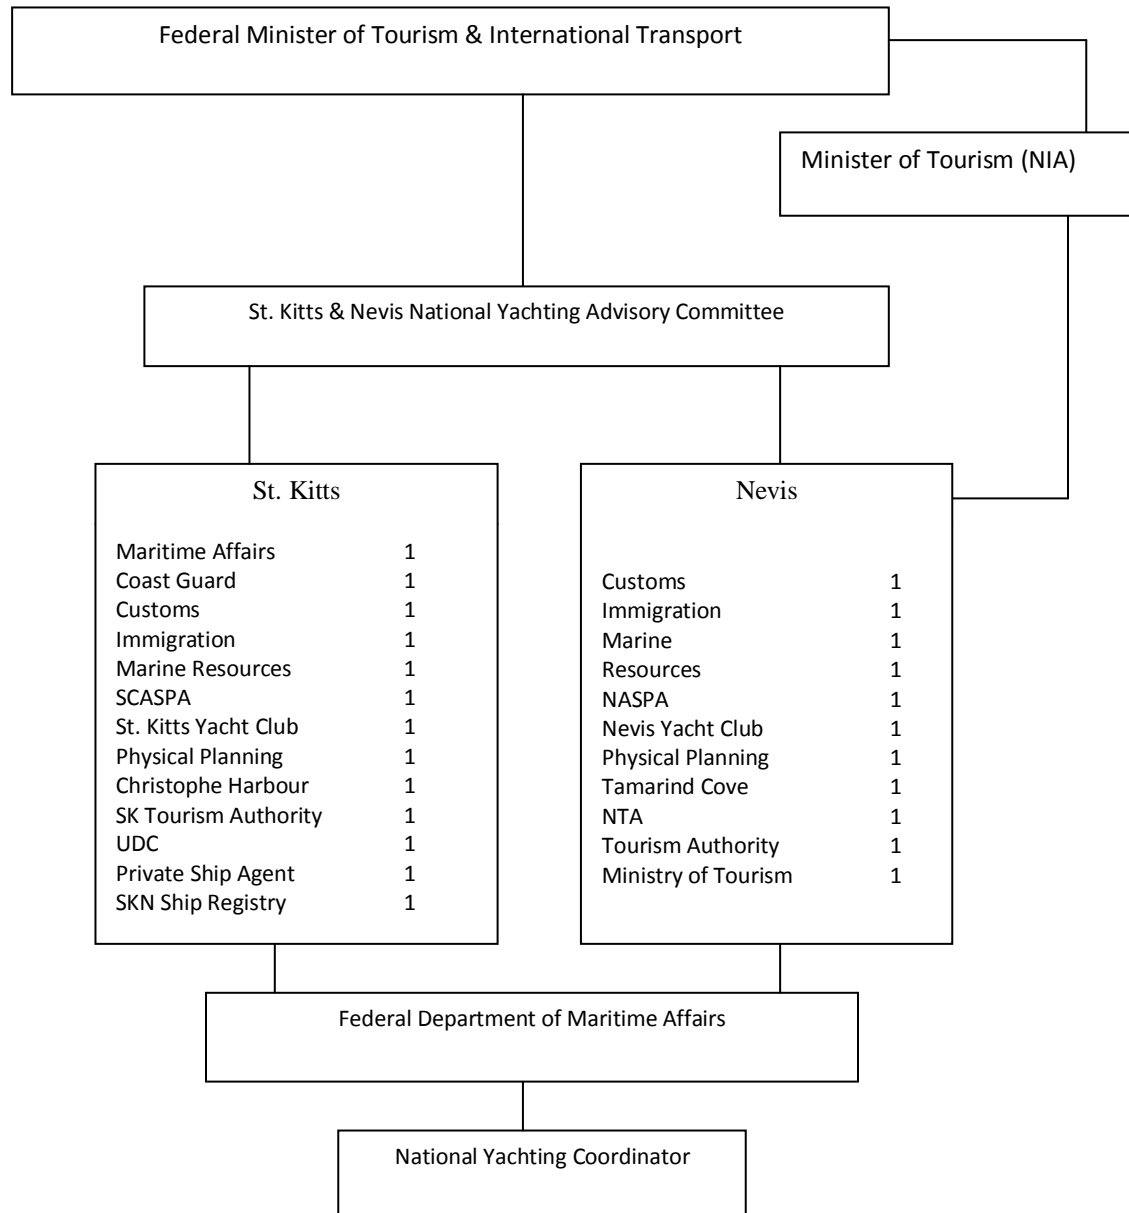 Federal Minister of Tourism & International Transport
Minister of Tourism (NIA)
St. Kitts & Nevis National Yachting Advisory Committee
St. Kitts
Maritime Affairs 1
Coast Guard 1
Customs 1
Immigration 1
Marine Resources 1
SCASPA 1
St. Kitts Yacht Club 1
Physical Planning 1
Christophe Harbour 1
SK Tourism Authority 1
UDC 1
Private Ship Agent 1
SKN Ship Registry 1
Nevis
Customs 1
Immigration 1
Marine 1
Resources 1
NASPA 1
Nevis Yacht Club 1
Physical Planning 1
Tamarind Cove 1
NTA 1
Tourism Authority 1
Ministry of Tourism 1
Federal Department of Maritime Affairs
National Yachting Coordinator